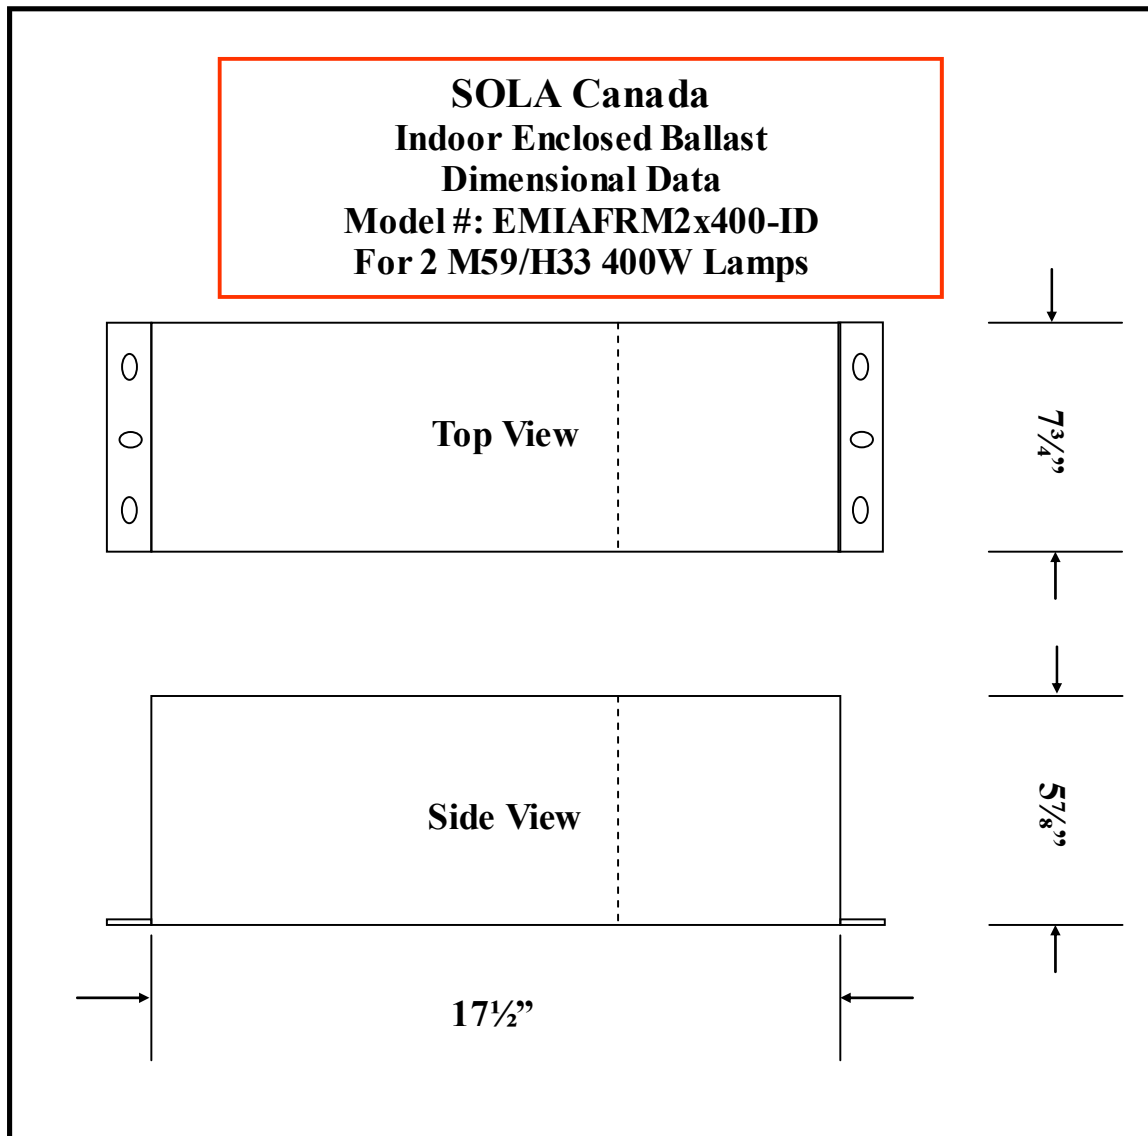 SOLA Canada
Indoor Enclosed Ballast
Dimensional Data
Model #: EMIAFRM2x400-ID
For 2 M59/H33 400W Lamps
Top View
7¾”
Side View
5⅞”
17½”